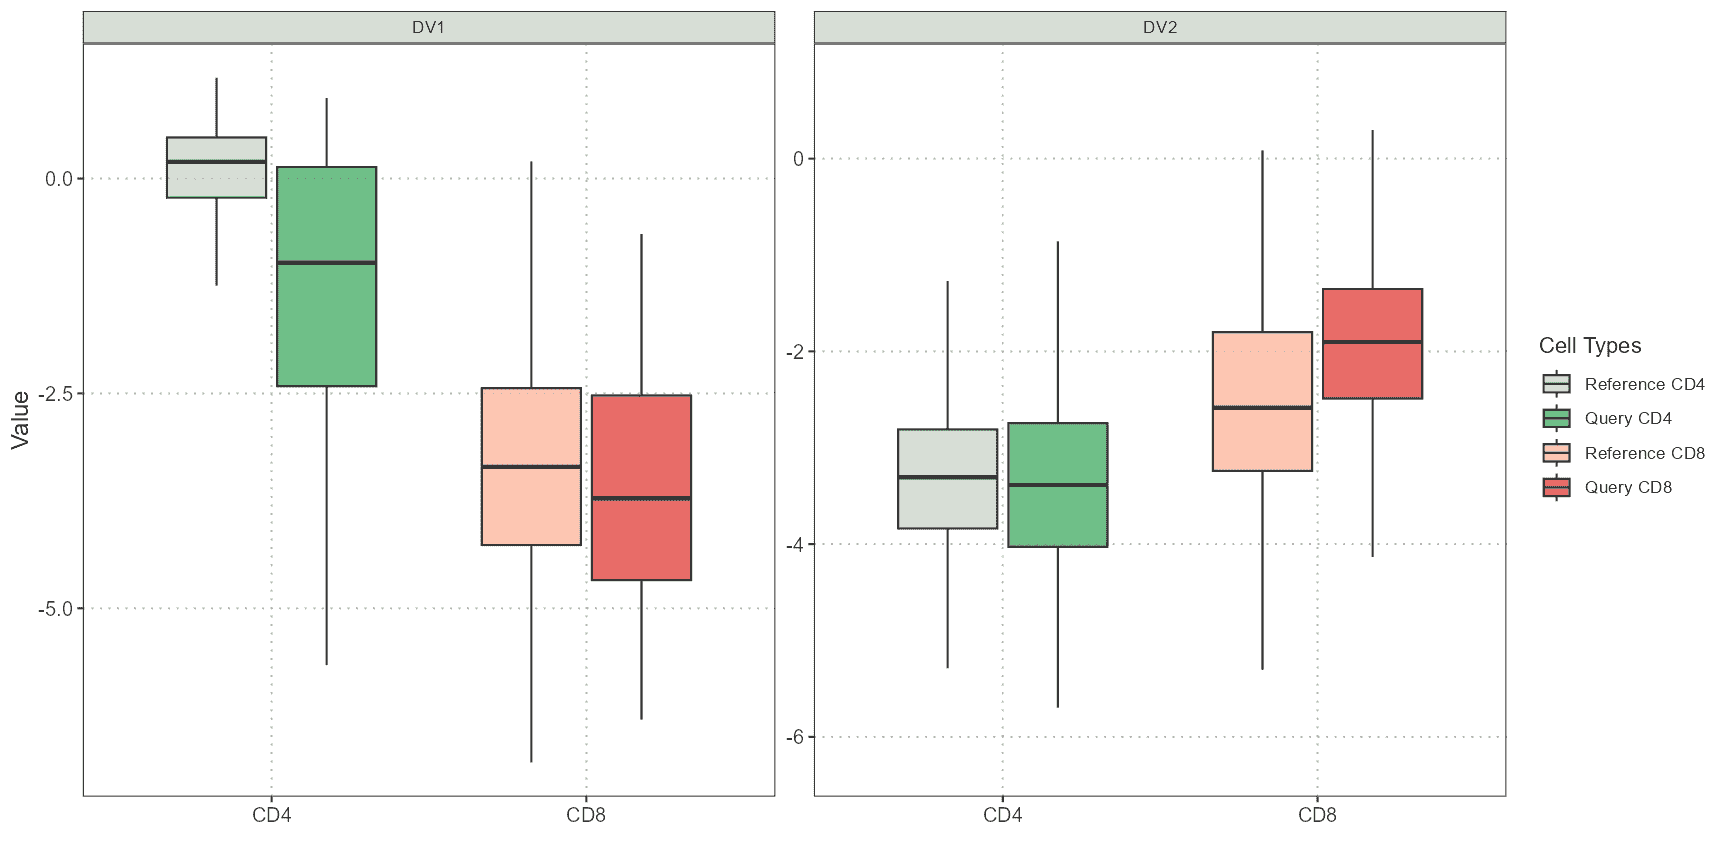 DV1
DV2
Value
0.0
-2.5
-5.0
0
-2
-4
-6
CD4
CD8
CD4
CD8
Cell Types
Reference CD4
Query CD4
Reference CD8
Query CD8